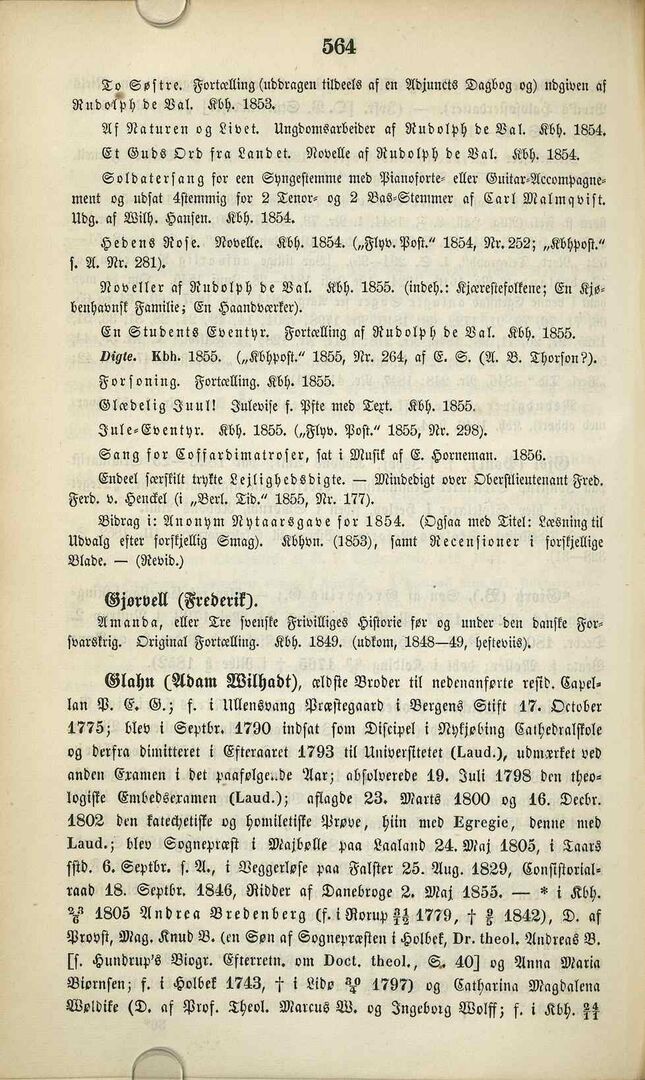 564
To Søstre. Fortælling (uddragen tildeels af en Adjuncts Dagbog og) udgiven af
Rudolph de Val. Kbh. 1853.
Af Naturen og Livet. Ungdomsarbeider af Rudolph de Val. Kbh. 1854.
Et Guds Ord fra Landet. Novelle af Rudolph de Val. Kbh. 1854.
Soldatersang for een Syngestemme med Pianoforte- eller Guitar-Accompagne-
ment og udsat 4stemmig for 2 Tenor- og 2 Bas-Stemmer af Carl Malmqvist.
Udg. af Wilh. Hansen. Kbh. 1854.
Hedens Rose. Novelle. Kbh. 1854. („Flyv. Post." 1854, Nr. 252; „Kbhpost."
s. A. Nr. 281).
Noveller af Rudolph de Val. Kbh. 1855. (indeh.: Kjærestefolkene; En Kjø-
benhavnsk Familie; En Haandværker).
En Students Eventyr. Fortælling af Rudolph de Val. Kbh. 1855.
Digte. Kbh. 1855. („Kbhpost." 1855, Nr. 264, af E. S. (A. B. Thorson?).
Forsoning. Fortælling. Kbh. 1855.
Glædelig Juul! Julevise f. Pfte med Text. Kbh. 1855.
Jule-Eventyr. Kbh. 1855. („Flyv. Post." 1855, Nr. 298).
Sang for Coffardimatroser, sat i Musik af E. Horneman. 1856.
Endeel særskilt trykte Lejlighedsdigte. — Mindedigt over Oberstlieutenant Fred.
Ferd. v. Henckel (i „Berl. Tid." 1855, Nr. 177).
Bidrag i: Anonym Nytaarsgave for 1854. (Ogsaa med Titel: Læsning til
Udvalg efter forskjellig Smag). Kbhvn. (1853), samt Recensioner i forskjellige
Blade. — (Revid.)
Gjørvell (Frederik).
Amanda, eller Tre svenske Frivilliges Historie før og under den danske For-
svarskrig. Original Fortælling. Kbh. 1849. (udkom, 1848—49, hefteviis).
Glahn (Adam Wilhadt), ældste Broder til nedenanførte resid. Capel-
lan P. E. G.; f. i Ullensvang Præstegaard i Bergens Stift 17. October
1775; blev i Septbr. 1790 indsat som Discipel i Nykjøbing Cathedralskole
og derfra dimitteret i Efteraaret 1793 til Universitetet (Laud.), udmærket ved
anden Examen i det paafølge..de Aar; absolverede 19. Juli 1798 den theo-
logiske Embedsexamen (Laud.); aflagde 23. Marts 1800 og 16. Decbr.
1802 den katechetiske og homiletiske Prøve, hiin med Egregie, denne med
Laud.; blev Sognepræst i Majbølle paa Laaland 24. Maj 1805, i Taars
sstd. 6. Septbr. s. A., i Veggerløse paa Falster 25. Aug. 1829, Consistorial-
raad 18. Septbr. 1846, Ridder af Danebroge 2. Maj 1855. — * i Kbh.
1805 Andrea Bredenberg (f. i Rorup 1779, † 1842), D. af
Provst, Mag. Knud B. (en Søn af Sognepræsten i Holbek, Dr. theol. Andreas B.
[s. Hundrup's Biogr. Efterretn. om Doct. theol., S. 40] og Anna Maria
Biørnsen; f. i Holbek 1743, † i Lidø 1797) og Catharina Magdalena
Wøldike (D. af Prof. Theol. Marcus W. og Ingeborg Wolff; f. i Kbh. 24/11